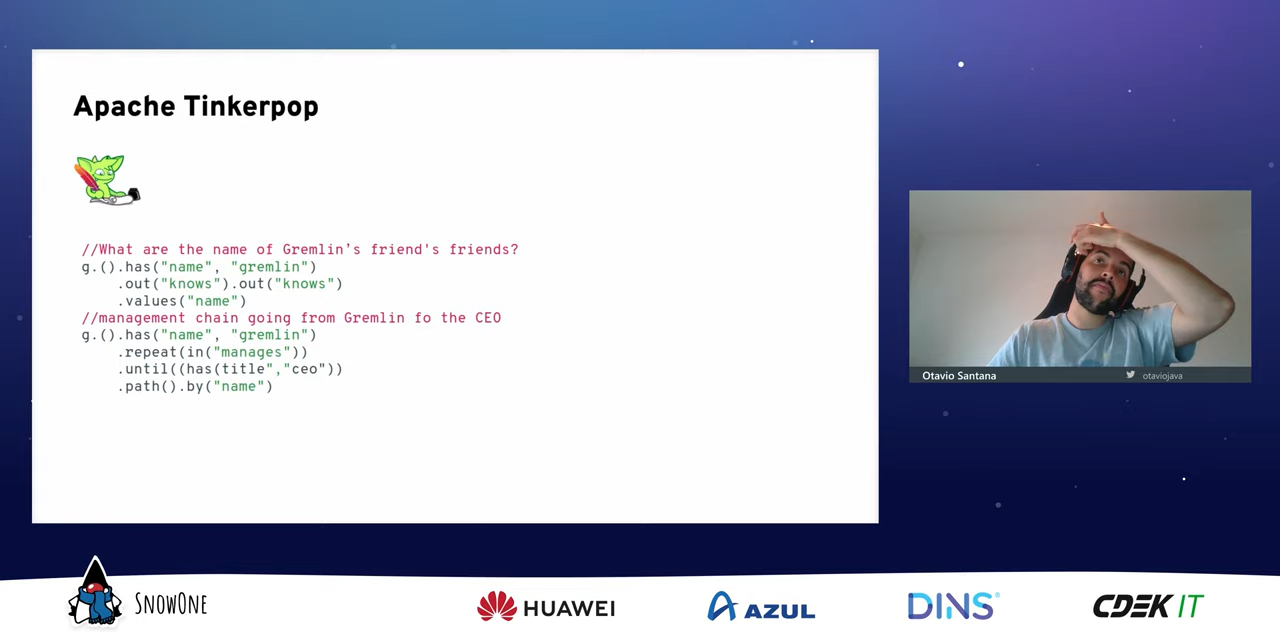 Apache Tinkerpop
//What are the name of Gremlin’s friend's friends?
g.().has("name", "gremlin")
.out("knows").out("knows")
.values("name")
//management chain going from Gremlin fo the CEO
g.().has("name", "gremlin")
.repeat(in("manages"))
.until((has(title","ceo"))
.path().by("name")
Otavio Santana
otaviojava
SNOWONE
HUAWEI
AZUL
DINS
CDEK IT